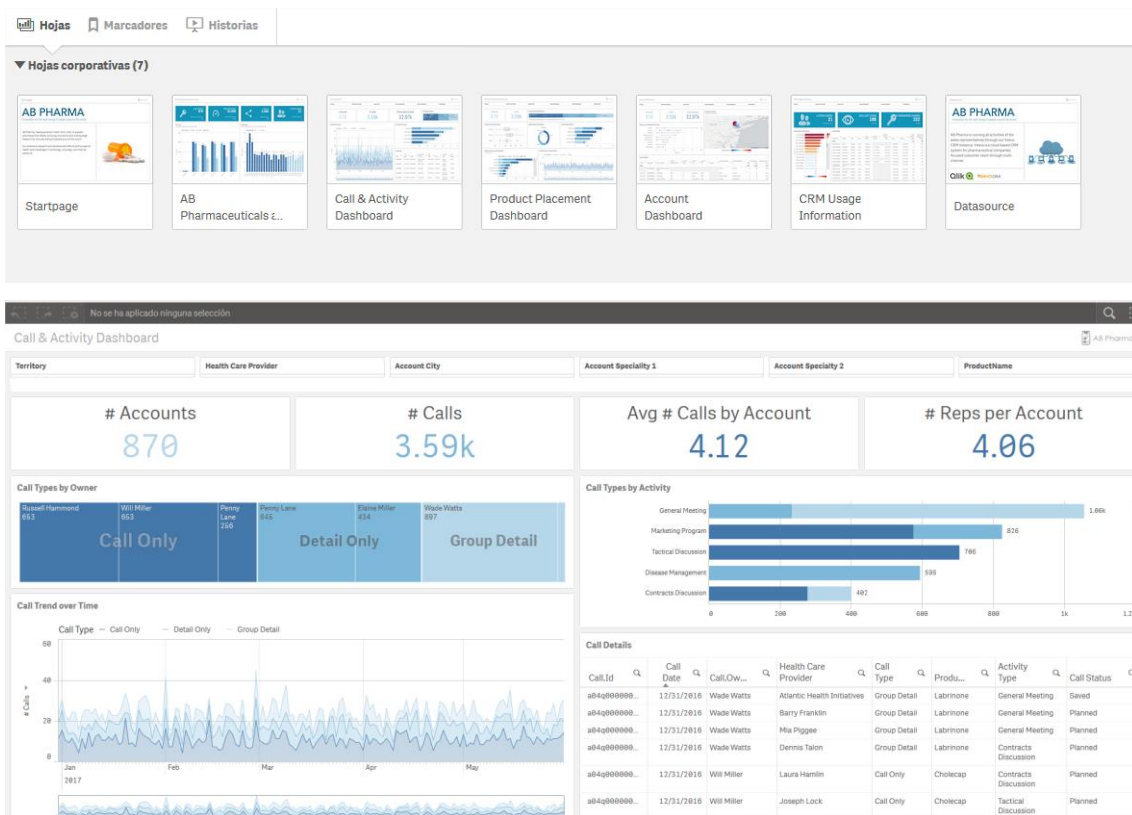 Hojas Marcadores Historias
Hojas corporativas (7)
AB PHARMA
AB PHARMA
Qlik
Startpage
AB
Pharmaceuticals &...
Call & Activity
Dashboard
Product Placement
Dashboard
Account
Dashboard
CRM Usage
Information
Datasource
No se ha aplicado ninguna selección
Call & Activity Dashboard
AB Pharma
Territory Health Care Provider Account City Account Speciality 1 Account Specialty 2 ProductName
# Accounts # Calls Avg # Calls by Account # Reps per Account
870 3.59k 4.12 4.06
Call Types by Owner
Russell Hammond
653
Will Miller
653
Penny
Lane
256
Penny Lane
645
Elaine Miller
434
Wade Watts
897
Call Only Detail Only Group Detail
Call Types by Activity
General Meeting 1.06k
Marketing Program 826
Tactical Discussion 706
Disease Management 596
Contracts Discussion 402
0 200 400 600 800 1k
Call Trend over Time
Call Type Call Only Detail Only Group Detail
# Calls
60
40
20
0
Jan Feb Mar Apr May
2017
Call Details
Call.Id Call Date Call.Ow... Health Care Provider Call Type Produ... Activity Type Call Status
a04q000000... 12/31/2016 Wade Watts Atlantic Health Initiatives Group Detail Labrinone General Meeting Saved
a04q000000... 12/31/2016 Wade Watts Barry Franklin Group Detail Labrinone General Meeting Planned
a04q000000... 12/31/2016 Wade Watts Mia Piggee Group Detail Labrinone General Meeting Planned
a04q000000... 12/31/2016 Wade Watts Dennis Talon Group Detail Labrinone Contracts Discussion Planned
a04q000000... 12/31/2016 Will Miller Laura Hamlin Call Only Cholecap Contracts Discussion Planned
a04q000000... 12/31/2016 Will Miller Joseph Lock Call Only Cholecap Tactical Discussion Planned